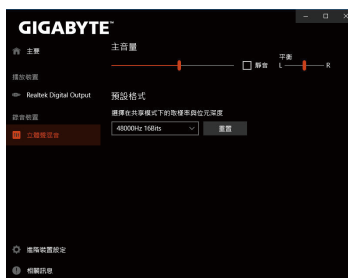 GIGABYTE™
主要
播放裝置
Realtek Digital Output
錄音裝置
立體聲混音
進階裝置設定
相關訊息
主音量
靜音
平衡
L R
預設格式
選擇在共享模式下的取樣率與位元深度
48000Hz 16Bits
重置